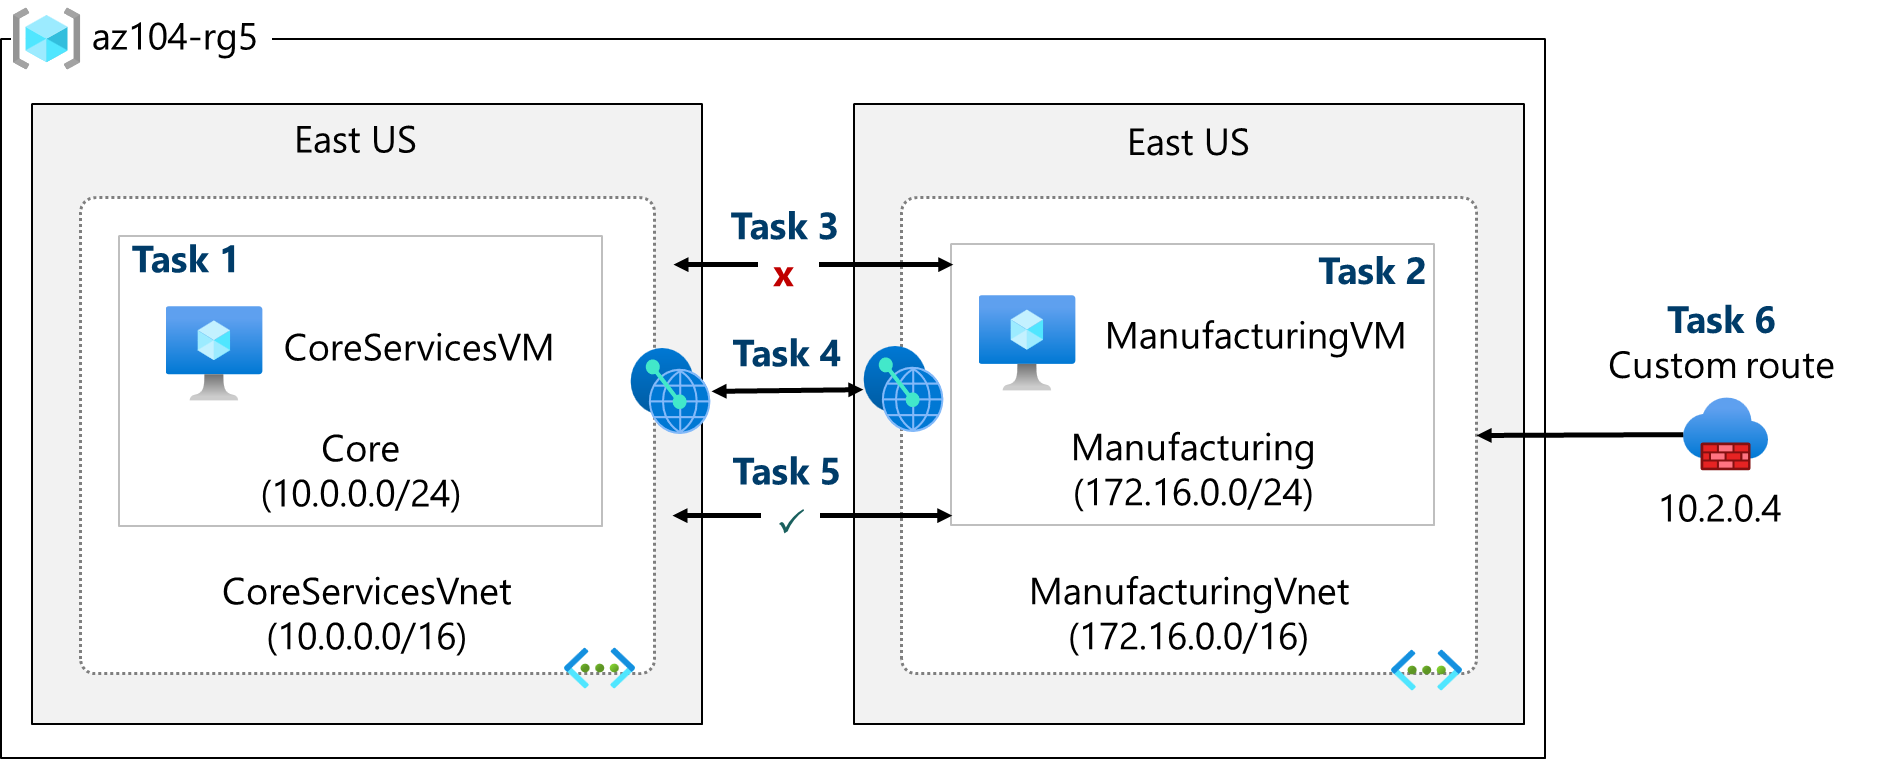 az104-rg5
East US
Task 1
CoreServicesVM
Core
(10.0.0.0/24)
CoreServicesVnet
(10.0.0.0/16)
Task 3
x
Task 4
Task 5
✓
East US
Task 2
ManufacturingVM
Manufacturing
(172.16.0.0/24)
ManufacturingVnet
(172.16.0.0/16)
Task 6
Custom route
10.2.0.4